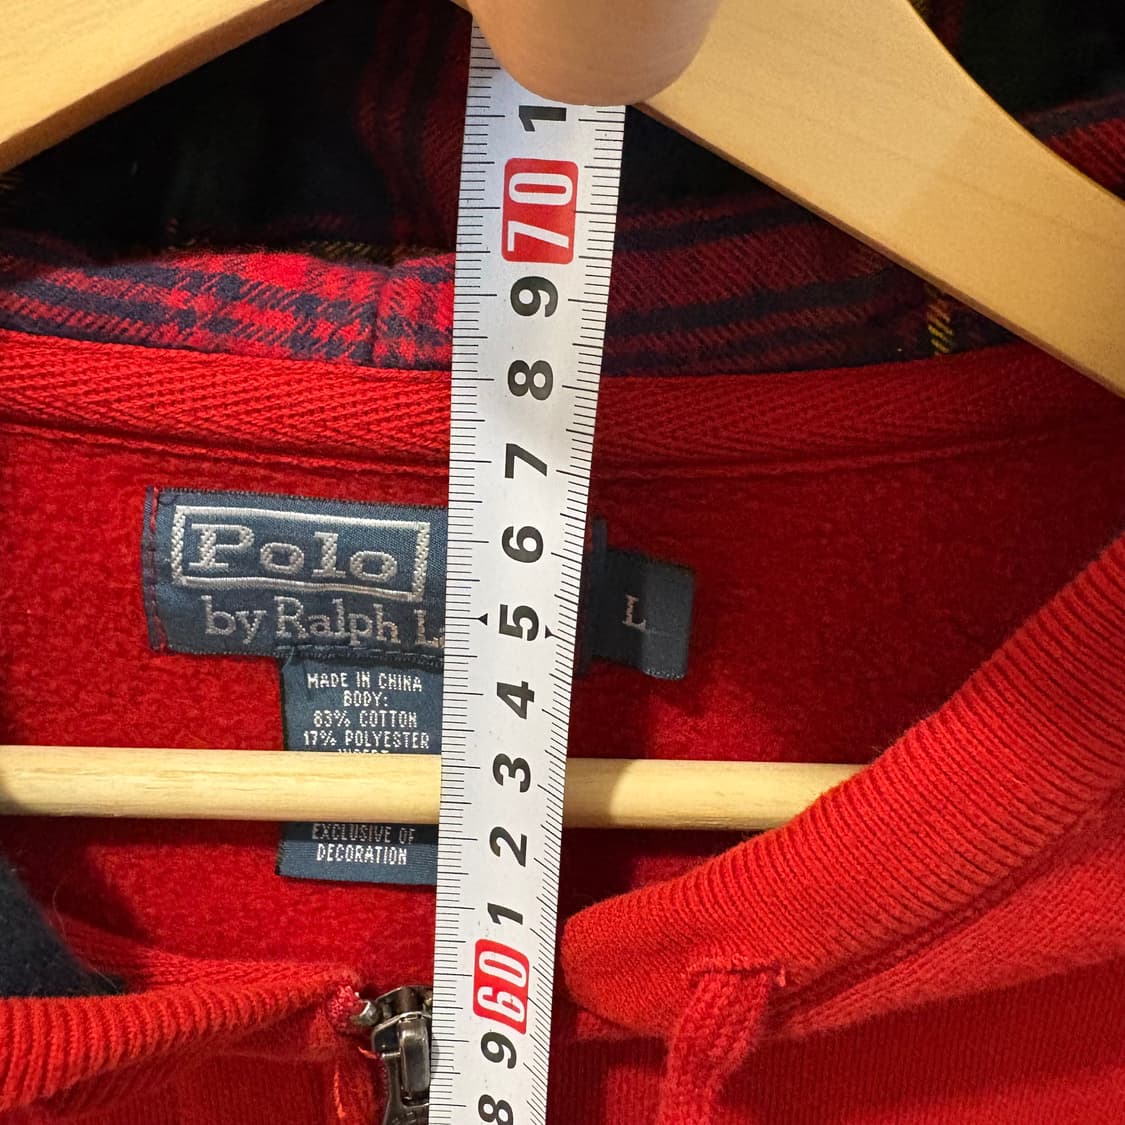 1
70
9
8
7
6
5
4
3
2
1
60
9
8
Polo
by Ralph
L
MADE IN CHINA
BODY:
83% COTTON
17% POLYESTER
EXCLUSIVE OF
DECORATION